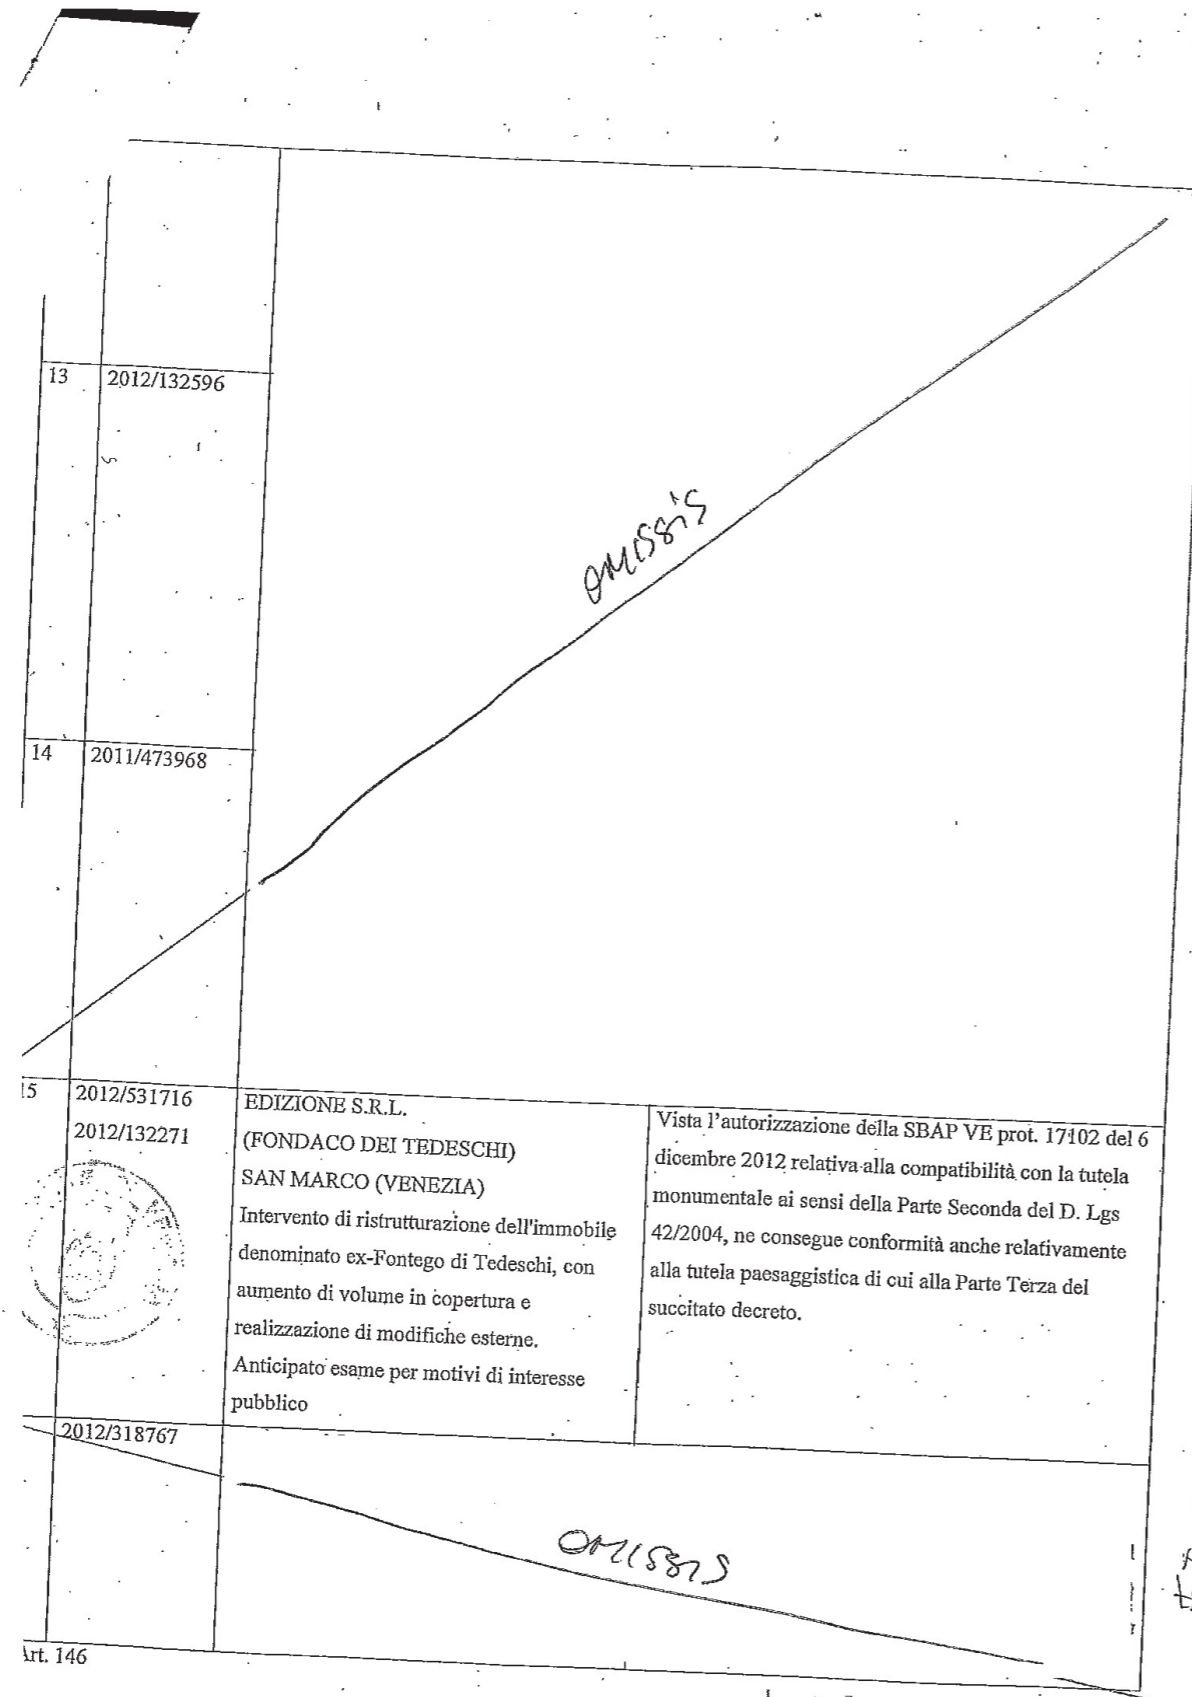 13 2012/132596
OMISSIS
14 2011/473968
15 2012/531716
2012/132271
EDIZIONE S.R.L.
(FONDACO DEI TEDESCHI)
SAN MARCO (VENEZIA)
Intervento di ristrutturazione dell'immobile
denominato ex-Fontego di Tedeschi, con
aumento di volume in copertura e
realizzazione di modifiche esterne.
Anticipato esame per motivi di interesse
pubblico
Vista l'autorizzazione della SBAP VE prot. 17102 del 6
dicembre 2012 relativa alla compatibilità con la tutela
monumentale ai sensi della Parte Seconda del D. Lgs
42/2004, ne consegue conformità anche relativamente
alla tutela paesaggistica di cui alla Parte Terza del
succitato decreto.
2012/318767
OMISSIS
Art. 146